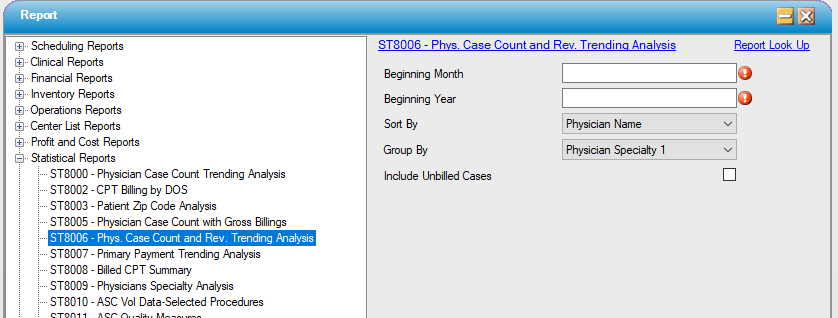 Report
Scheduling Reports
Clinical Reports
Financial Reports
Inventory Reports
Operations Reports
Center List Reports
Profit and Cost Reports
Statistical Reports
ST8000 - Physician Case Count Trending Analysis
ST8002 - CPT Billing by DOS
ST8003 - Patient Zip Code Analysis
ST8005 - Physician Case Count with Gross Billings
ST8006 - Phys. Case Count and Rev. Trending Analysis
ST8007 - Primary Payment Trending Analysis
ST8008 - Billed CPT Summary
ST8009 - Physicians Specialty Analysis
ST8010 - ASC Vol Data-Selected Procedures
ST8011 - ASC Quality Measures
ST8006 - Phys. Case Count and Rev. Trending Analysis Report Look Up
Beginning Month
Beginning Year
Sort By Physician Name
Group By Physician Specialty 1
Include Unbilled Cases